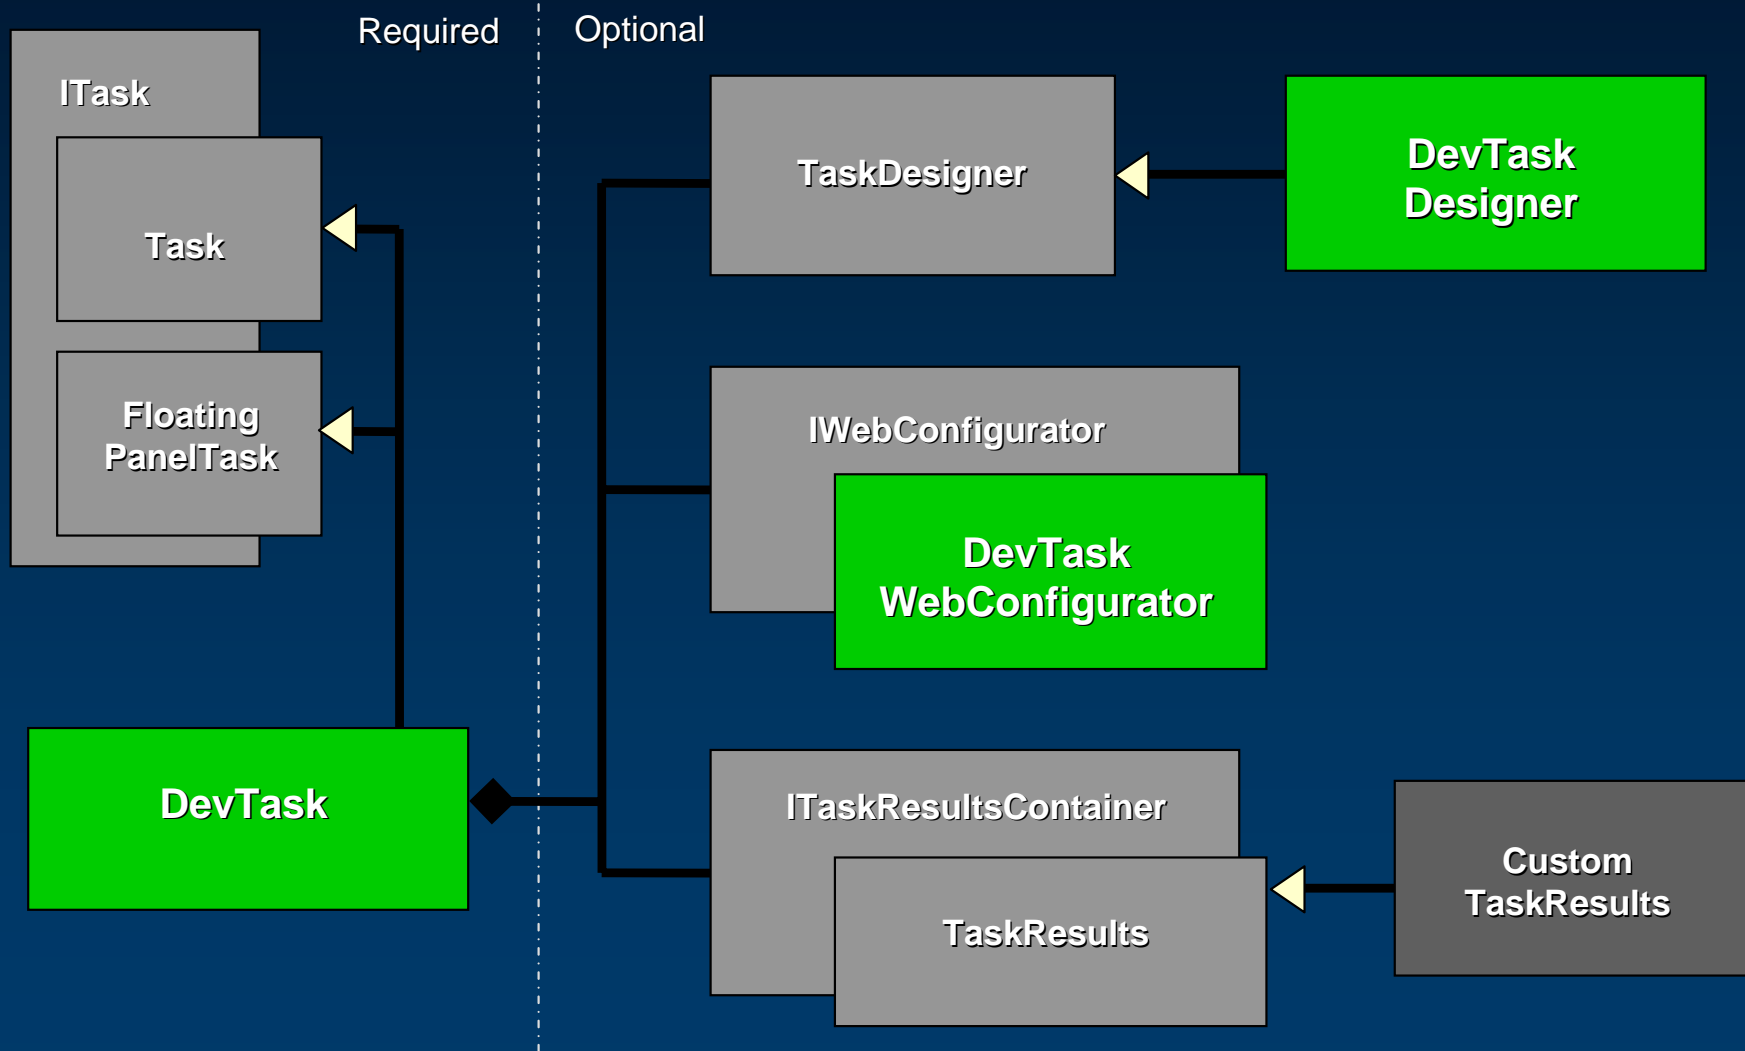 Required
Optional
ITask
Task
Floating
PanelTask
DevTask
TaskDesigner
DevTask
Designer
IWebConfigurator
DevTask
WebConfigurator
ITaskResultsContainer
TaskResults
Custom
TaskResults